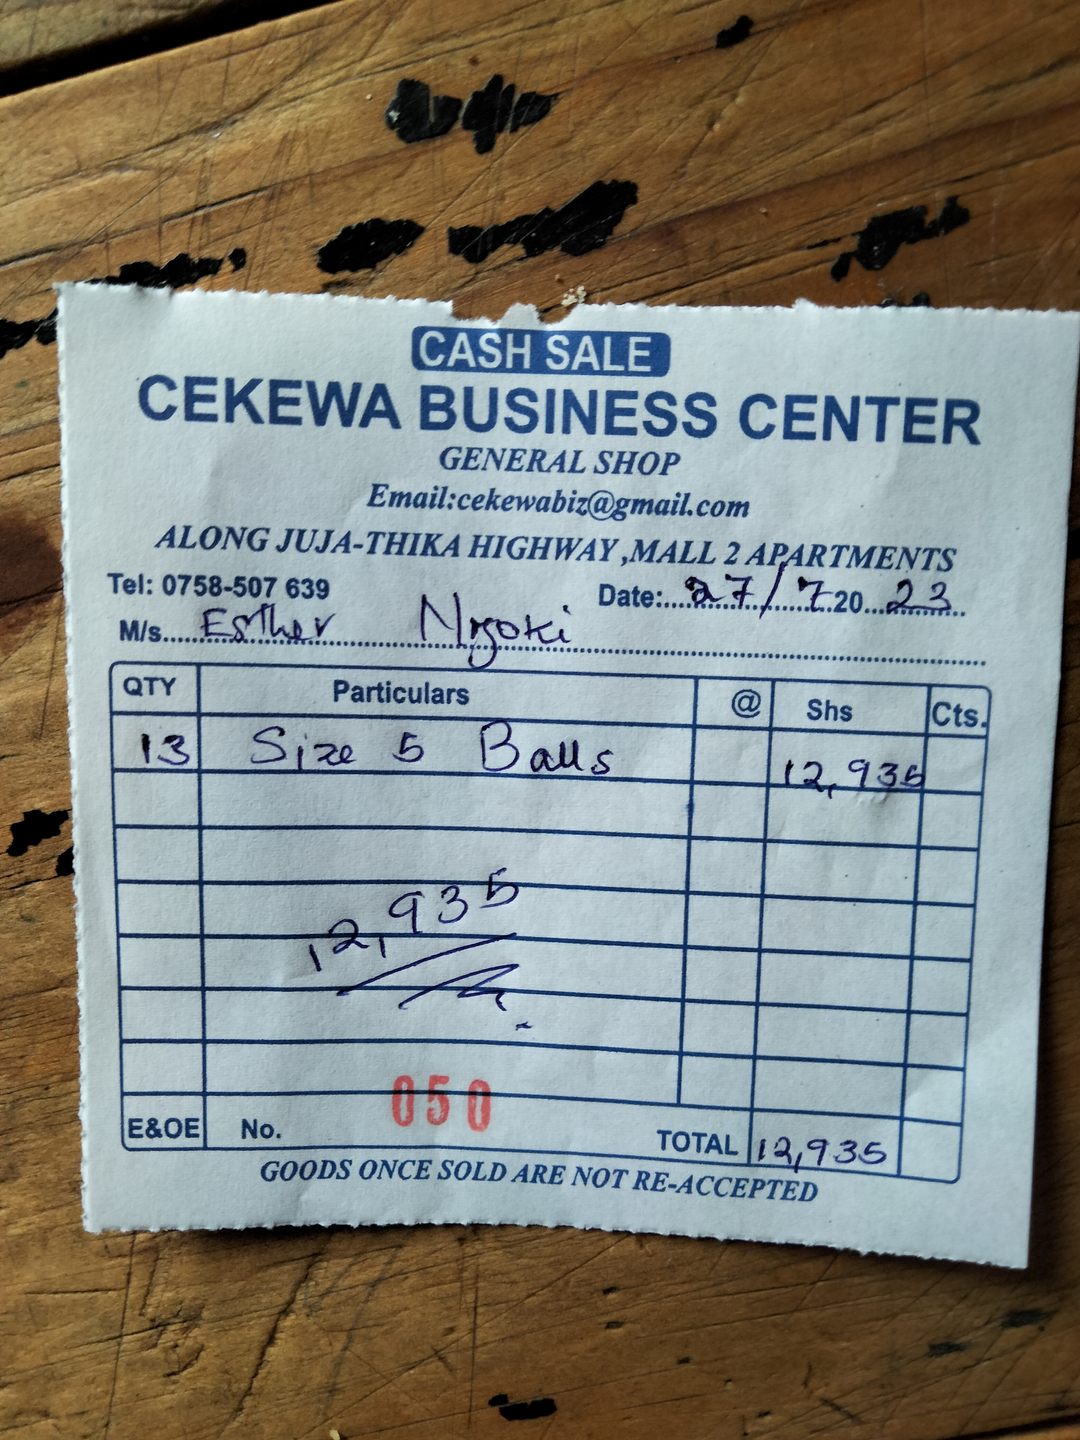 CASH SALE
CEKEWA BUSINESS CENTER
GENERAL SHOP
Email:cekewabiz@gmail.com
ALONG JUJA-THIKA HIGHWAY,MALL 2 APARTMENTS
Tel: 0758-507 639 Date:....27/7.20...23
M/s.....Esther Njoki
QTY Particulars @ Shs Cts.
13 Size 5 Balls 12,935
12,935
E&OE No. 050 TOTAL 12,935
GOODS ONCE SOLD ARE NOT RE-ACCEPTED